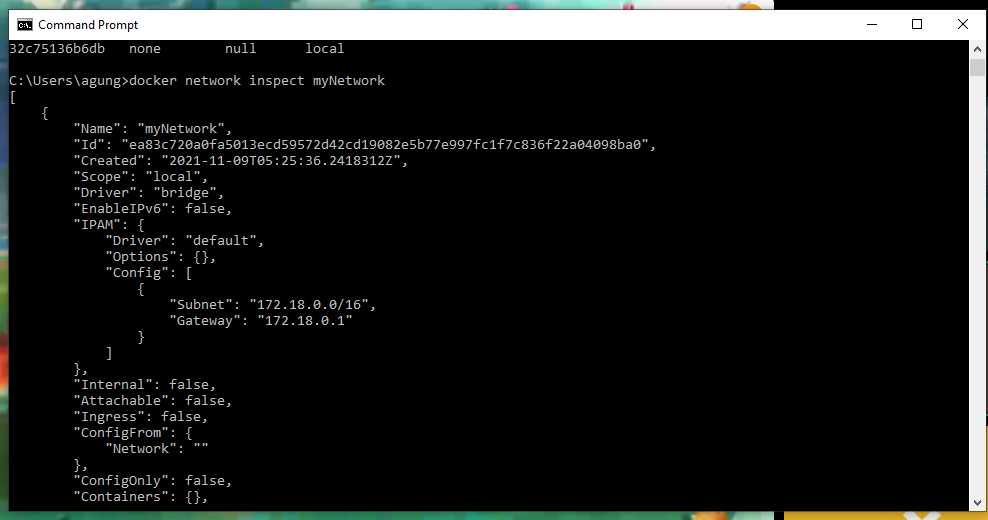 Command Prompt
32c75136b6db   none        null      local
C:\Users\agung>docker network inspect myNetwork
[
    {
        "Name": "myNetwork",
        "Id": "ea83c720a0fa5013ecd59572d42cd19082e5b77e997fc1f7c836f22a04098ba0",
        "Created": "2021-11-09T05:25:36.2418312Z",
        "Scope": "local",
        "Driver": "bridge",
        "EnableIPv6": false,
        "IPAM": {
            "Driver": "default",
            "Options": {},
            "Config": [
                {
                    "Subnet": "172.18.0.0/16",
                    "Gateway": "172.18.0.1"
                }
            ]
        },
        "Internal": false,
        "Attachable": false,
        "Ingress": false,
        "ConfigFrom": {
            "Network": ""
        },
        "ConfigOnly": false,
        "Containers": {},